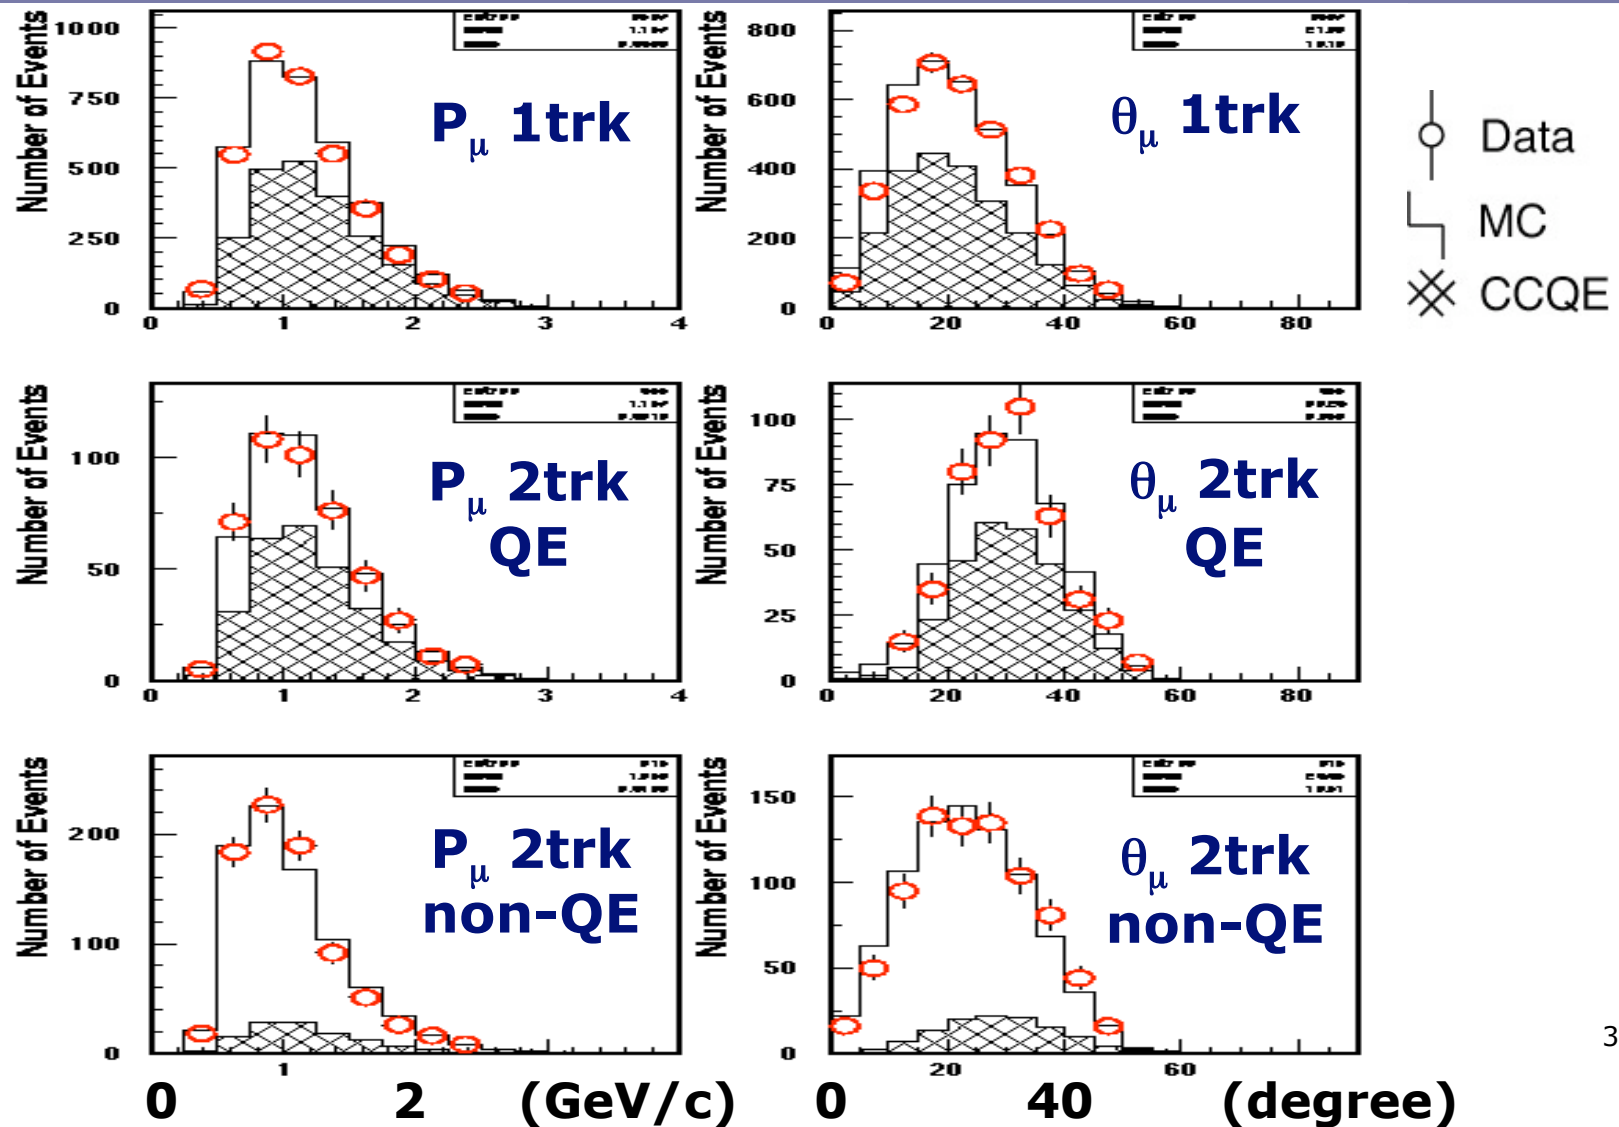 Number of Events
1000
750
500
250
0
0 1 2 3 4
Pμ 1trk
Number of Events
800
600
400
200
0
0 20 40 60 80
θμ 1trk
Data
MC
CCQE
Number of Events
100
50
0
0 1 2 3 4
Pμ 2trk
QE
Number of Events
100
75
50
25
0
0 20 40 60 80
θμ 2trk
QE
Number of Events
200
100
0
1
Pμ 2trk
non-QE
0 2 (GeV/c)
Number of Events
150
100
50
0
20 60
θμ 2trk
non-QE
0 40 (degree)
3